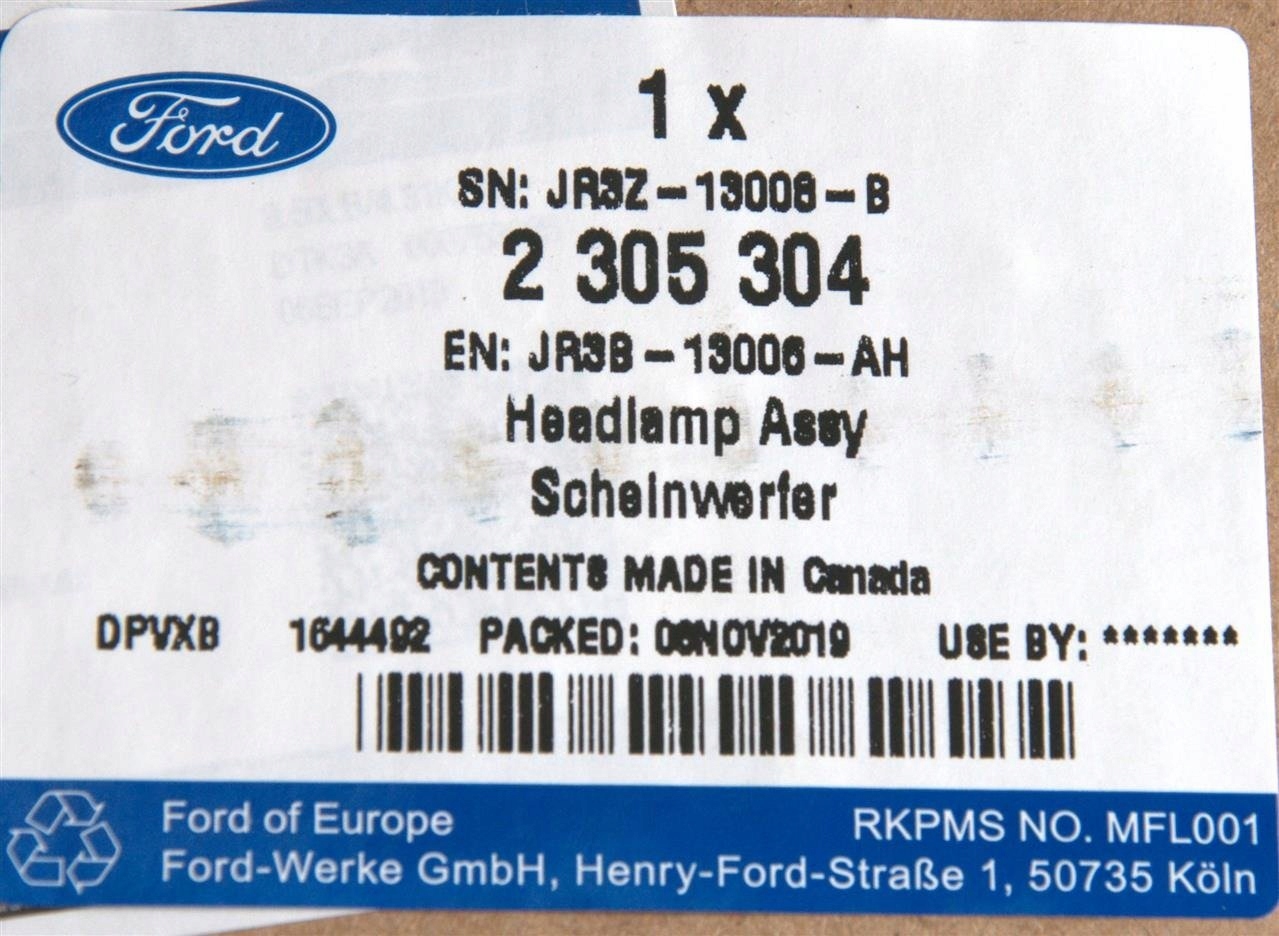 Ford
1 x
SN: JR3Z-13008-B
2 305 304
EN: JR3B-13006-AH
Headlamp Assy
Scheinwerfer
CONTENTS MADE IN Canada
DPVXB 1644492 PACKED: 06NOV2019 USE BY: *******
Ford of Europe
RKPMS NO. MFL001
Ford-Werke GmbH, Henry-Ford-Straße 1, 50735 Köln